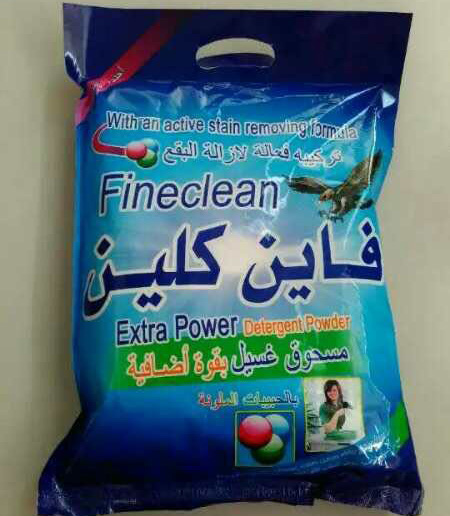 With an active stain removing formula
تركيبه فعالة لازالة البقع
Fineclean
فاين كلين
Extra Power Detergent Powder
مسحوق غسيل بقوة أضافية
بالحبيبات الملونة